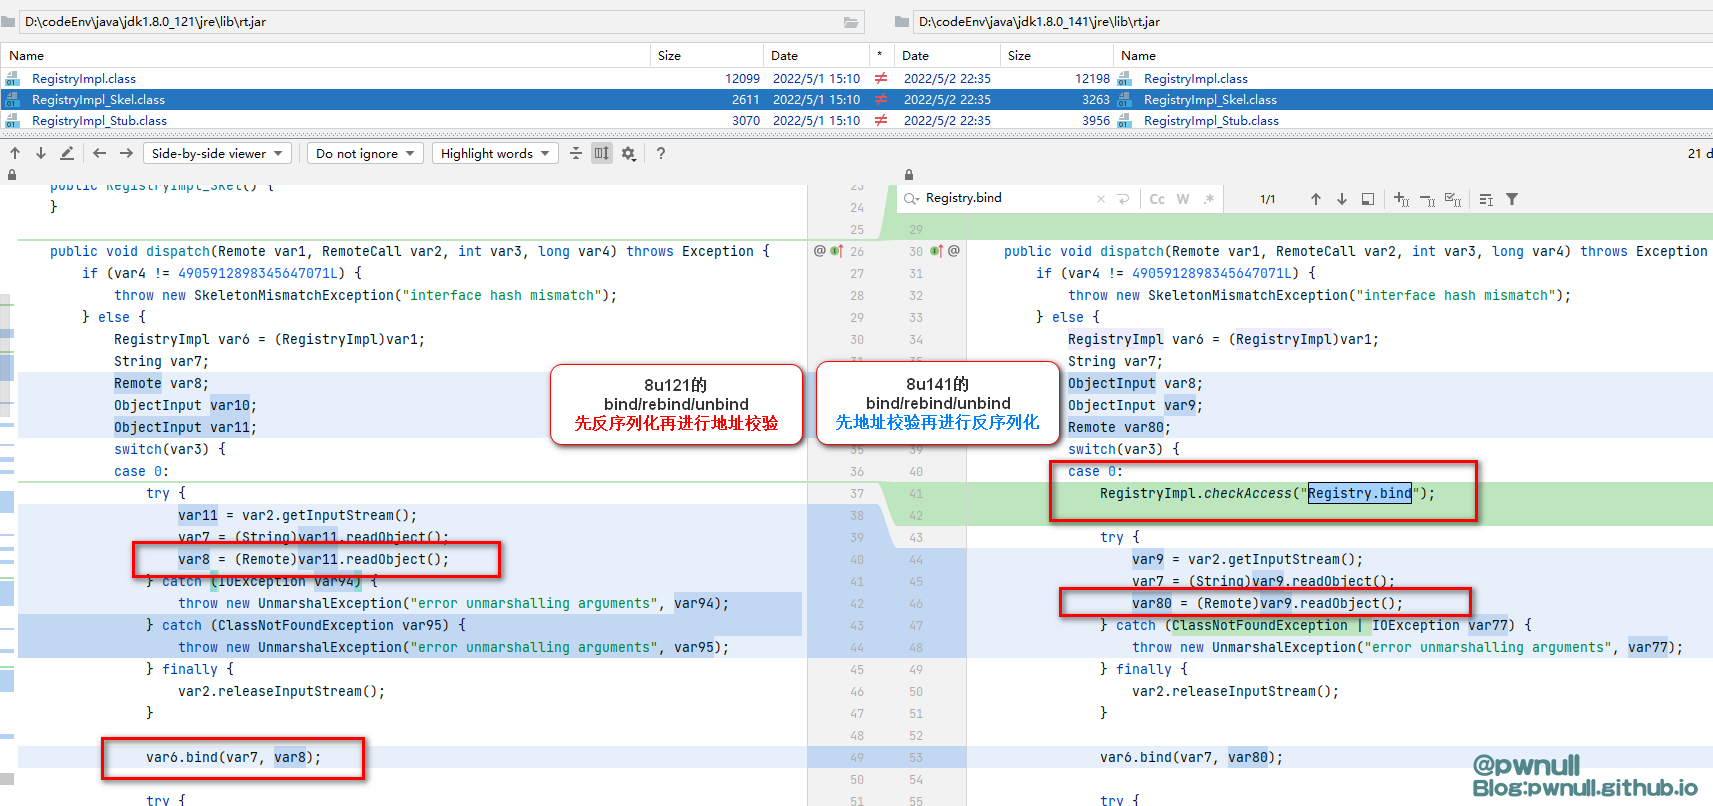 D:\codeEnv\java\jdk1.8.0_121\jre\lib\rt.jar
D:\codeEnv\java\jdk1.8.0_141\jre\lib\rt.jar
Name Size Date * Date Size Name
RegistryImpl.class 12099 2022/5/1 15:10 ≠ 2022/5/2 22:35 12198 RegistryImpl.class
RegistryImpl_Skel.class 2611 2022/5/1 15:10 ≠ 2022/5/2 22:35 3263 RegistryImpl_Skel.class
RegistryImpl_Stub.class 3070 2022/5/1 15:10 ≠ 2022/5/2 22:35 3956 RegistryImpl_Stub.class
Side-by-side viewer Do not ignore Highlight words ? 21 d
public RegistryImpl_Skel() {
}
public void dispatch(Remote var1, RemoteCall var2, int var3, long var4) throws Exception {
if (var4 != 4905912898345647071L) {
throw new SkeletonMismatchException("interface hash mismatch");
} else {
RegistryImpl var6 = (RegistryImpl)var1;
String var7;
Remote var8;
ObjectInput var10;
ObjectInput var11;
switch(var3) {
case 0:
try {
var11 = var2.getInputStream();
var7 = (String)var11.readObject();
var8 = (Remote)var11.readObject();
} catch (IOException var94) {
throw new UnmarshalException("error unmarshalling arguments", var94);
} catch (ClassNotFoundException var95) {
throw new UnmarshalException("error unmarshalling arguments", var95);
} finally {
var2.releaseInputStream();
}
var6.bind(var7, var8);
try {
8u121的
bind/rebind/unbind
先反序列化再进行地址校验
8u141的
bind/rebind/unbind
先地址校验再进行反序列化
23
24
25
26
27
28
29
30
31
35
36
37
38
39
40
41
42
43
44
45
46
47
48
49
50
51
29
30
31
32
33
34
39
40
41
42
43
44
45
46
47
48
49
50
51
52
53
54
55
Registry.bind Cc W .* 1/1
public void dispatch(Remote var1, RemoteCall var2, int var3, long var4) throws Exception
if (var4 != 4905912898345647071L) {
throw new SkeletonMismatchException("interface hash mismatch");
} else {
RegistryImpl var6 = (RegistryImpl)var1;
String var7;
ObjectInput var8;
ObjectInput var9;
Remote var80;
switch(var3) {
case 0:
RegistryImpl.checkAccess("Registry.bind");
try {
var9 = var2.getInputStream();
var7 = (String)var9.readObject();
var80 = (Remote)var9.readObject();
} catch (ClassNotFoundException | IOException var77) {
throw new UnmarshalException("error unmarshalling arguments", var77);
} finally {
var2.releaseInputStream();
}
var6.bind(var7, var80);
try {
@pwnull
Blog:pwnull.github.io